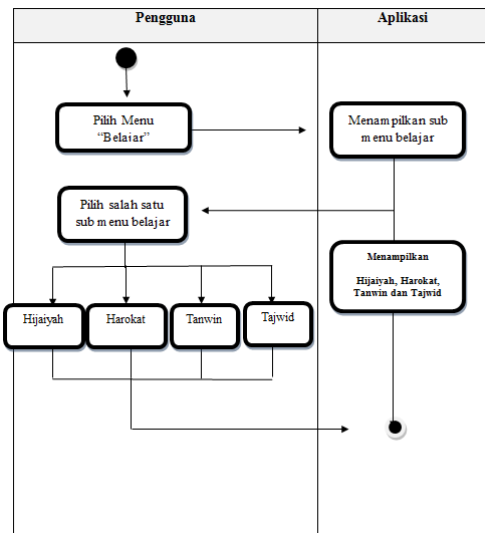 Pengguna
Aplikasi
Pilih Menu
“Belaiar”
Menampilkan sub
menu belajar
Pilih salah satu
sub menu belajar
Menampilkan
Hijaiyah, Harokat,
Tanwin dan Tajwid
Hijaiyah
Harokat
Tanwin
Tajwid